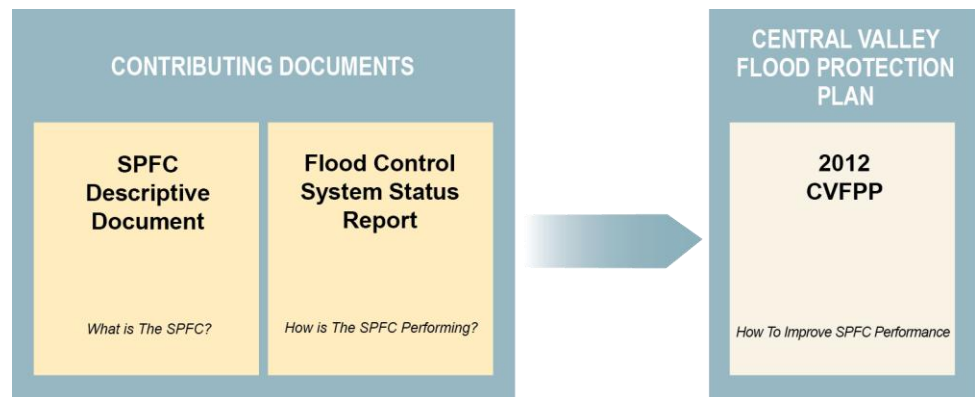 CONTRIBUTING DOCUMENTS
SPFC
Descriptive
Document
What is The SPFC?
Flood Control
System Status
Report
How is The SPFC Performing?
CENTRAL VALLEY
FLOOD PROTECTION
PLAN
2012
CVFPP
How To Improve SPFC Performance